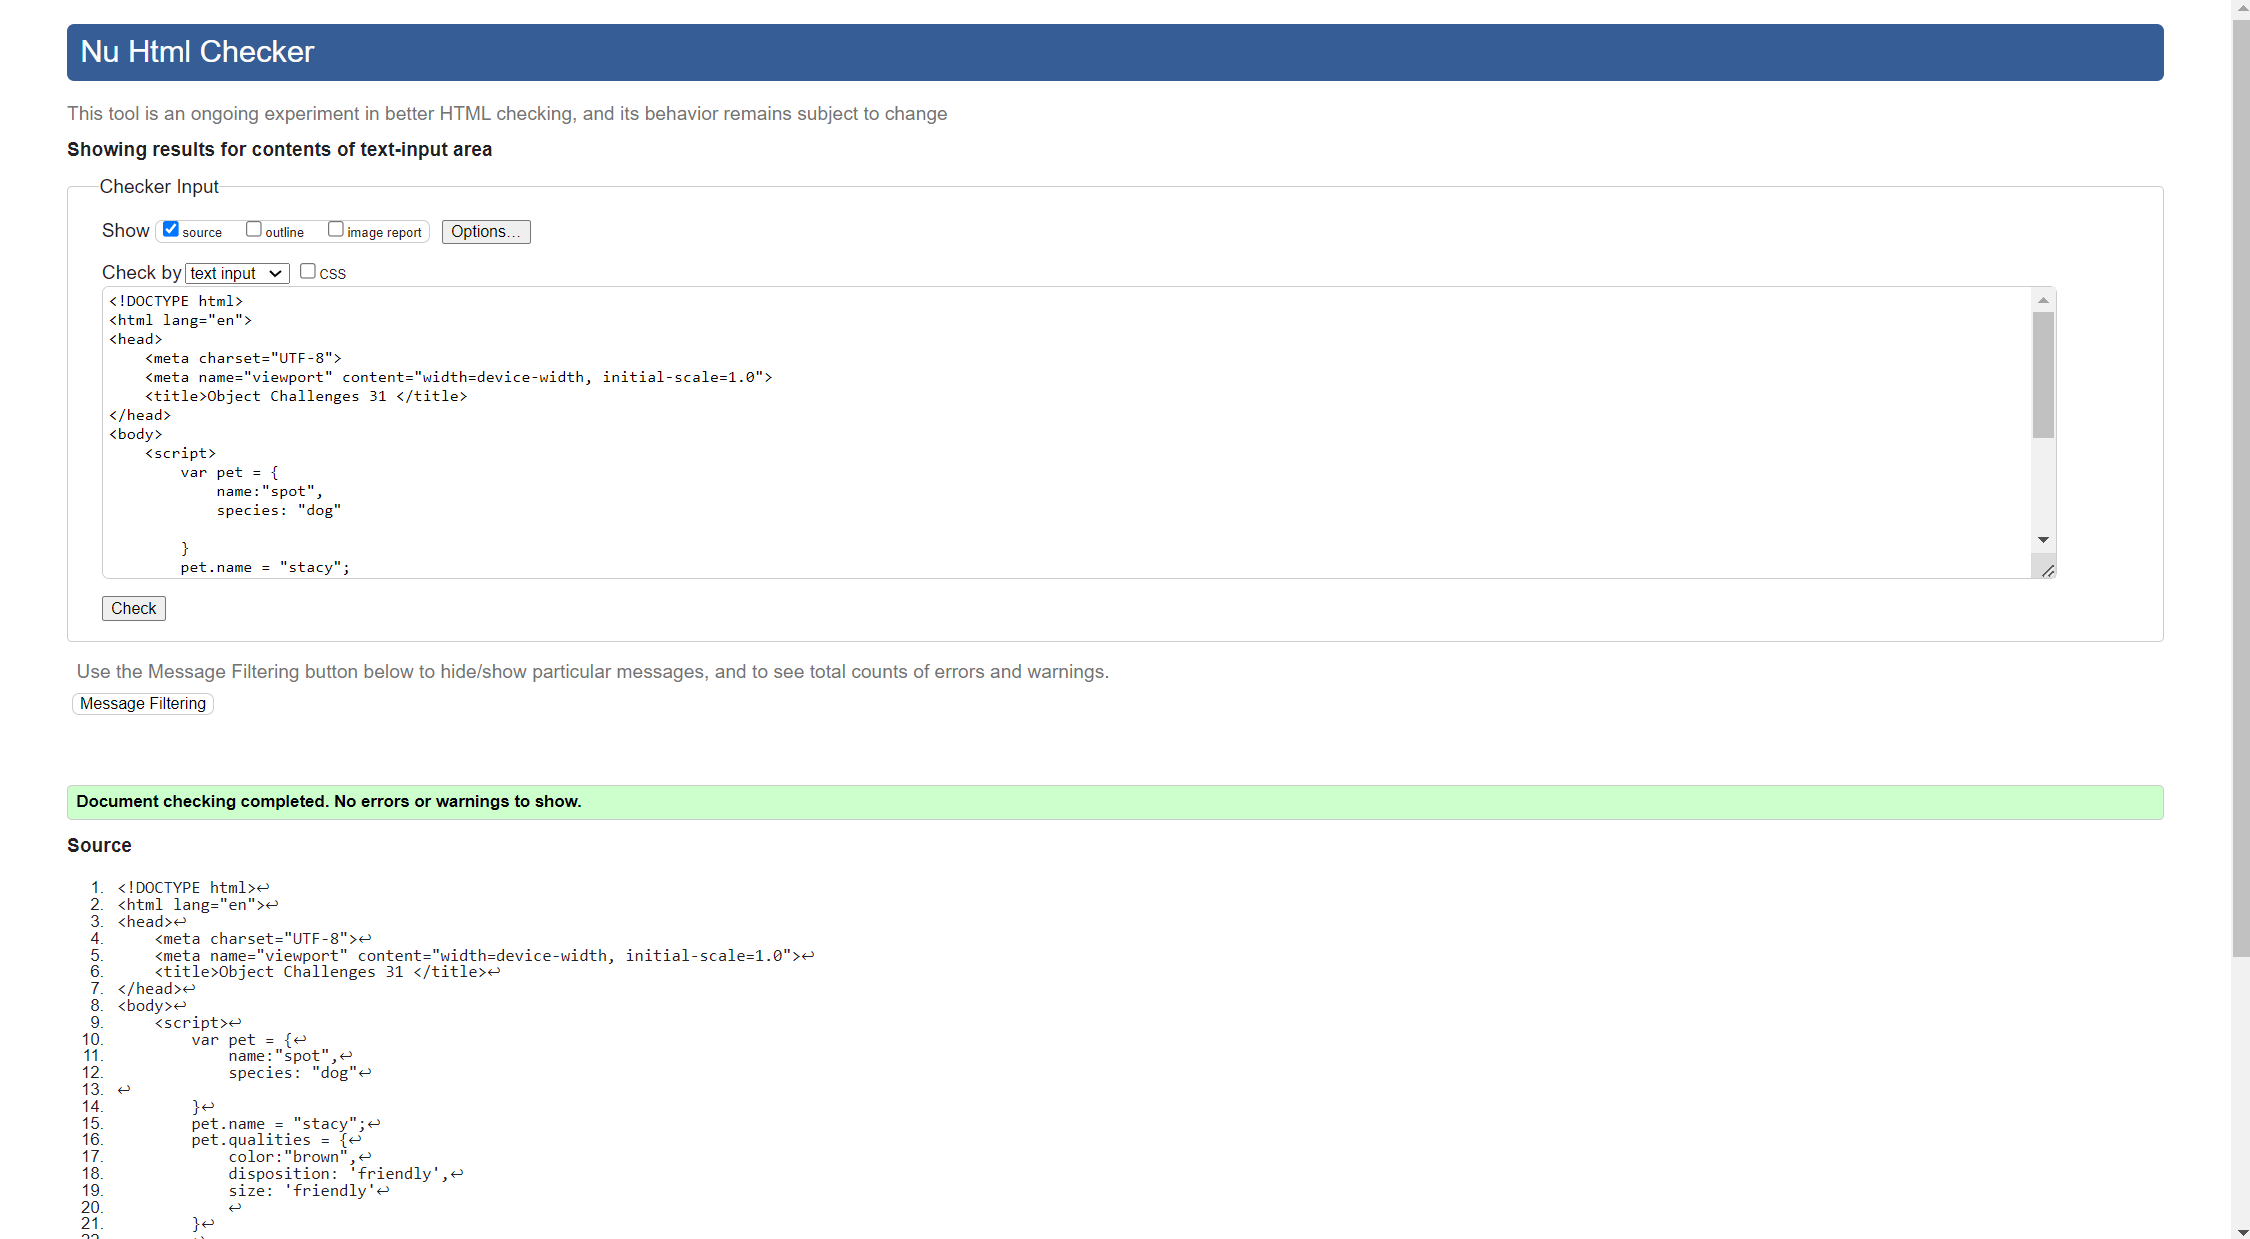 Nu Html Checker
This tool is an ongoing experiment in better HTML checking, and its behavior remains subject to change
Showing results for contents of text-input area
Checker Input
Show source outline image report Options...
Check by text input CSS
<!DOCTYPE html>
<html lang="en">
<head>
    <meta charset="UTF-8">
    <meta name="viewport" content="width=device-width, initial-scale=1.0">
    <title>Object Challenges 31 </title>
</head>
<body>
    <script>
        var pet = {
            name:"spot",
            species: "dog"
        }
        pet.name = "stacy";
Check
Use the Message Filtering button below to hide/show particular messages, and to see total counts of errors and warnings.
Message Filtering
Document checking completed. No errors or warnings to show.
Source
1. <!DOCTYPE html>↩
2. <html lang="en">↩
3. <head>↩
4.     <meta charset="UTF-8">↩
5.     <meta name="viewport" content="width=device-width, initial-scale=1.0">↩
6.     <title>Object Challenges 31 </title>↩
7. </head>↩
8. <body>↩
9.     <script>↩
10.         var pet = {↩
11.             name:"spot",↩
12.             species: "dog"↩
13. ↩
14.         }↩
15.         pet.name = "stacy";↩
16.         pet.qualities = {↩
17.             color:"brown",↩
18.             disposition: 'friendly',↩
19.             size: 'friendly'↩
20.             ↩
21.         }↩